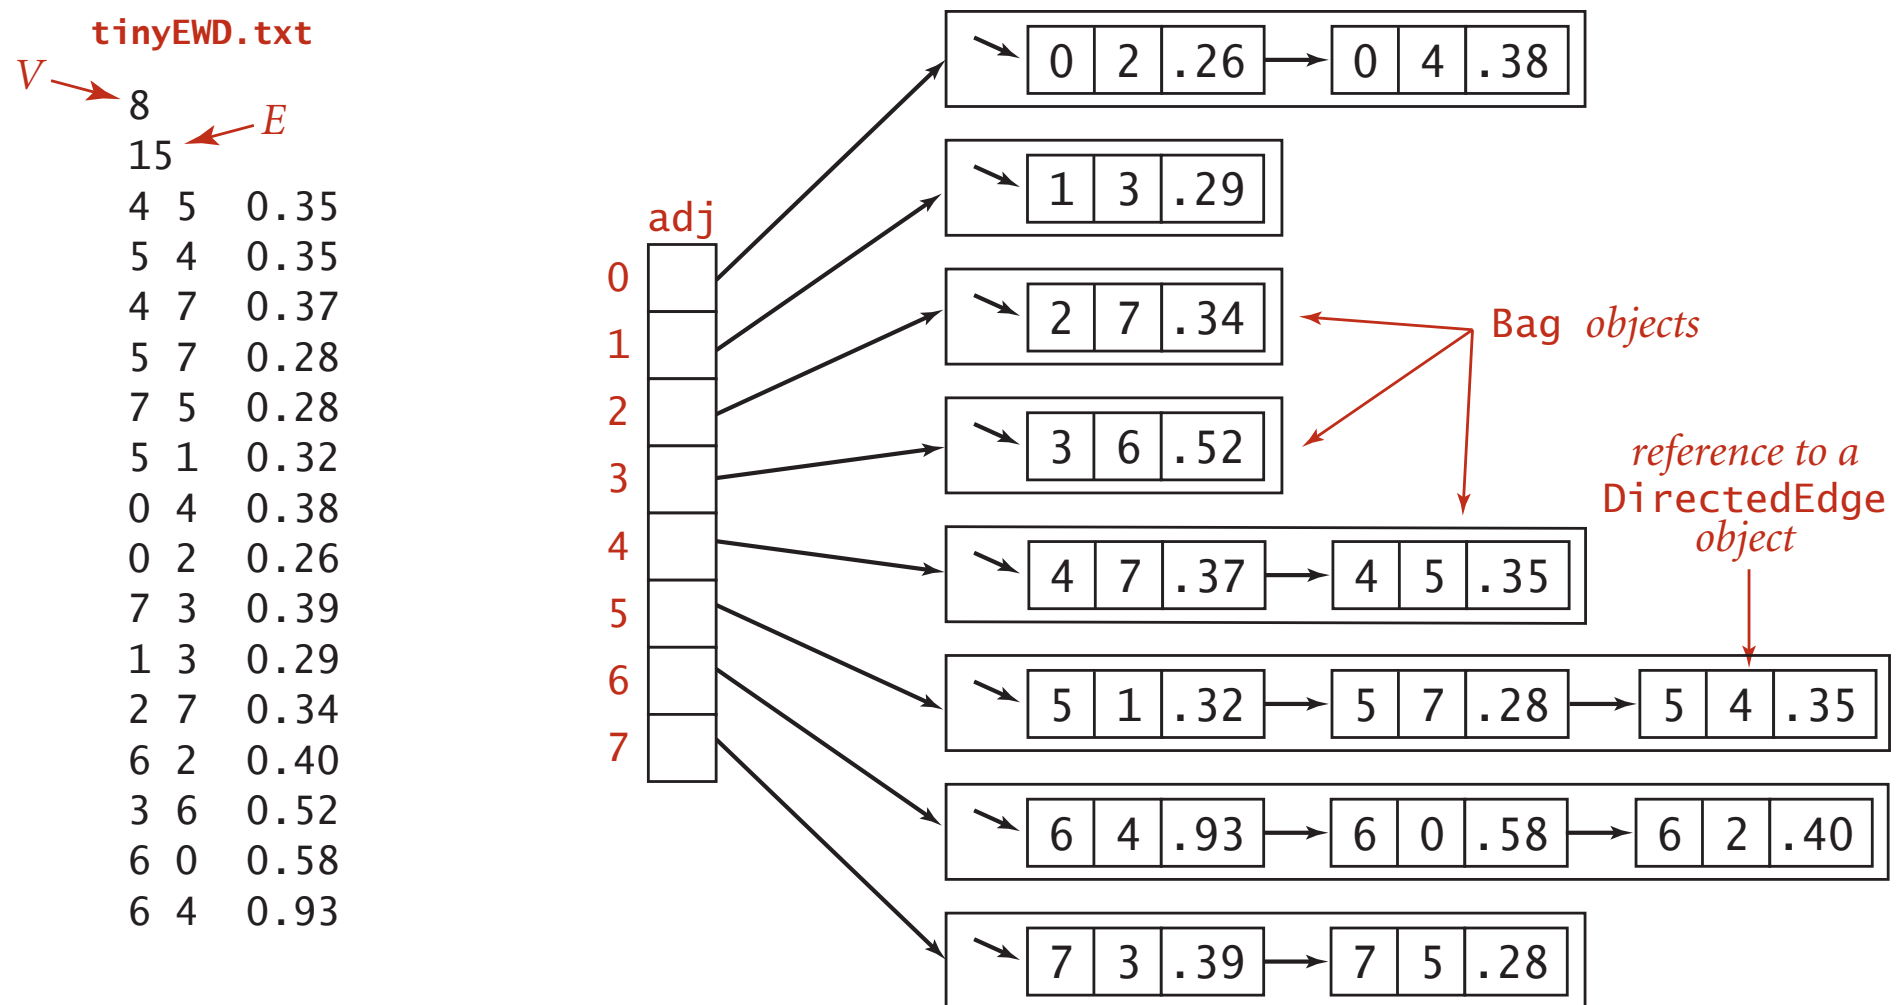 tinyEWD.txt
V
8
E
15
4 5 0.35
5 4 0.35
4 7 0.37
5 7 0.28
7 5 0.28
5 1 0.32
0 4 0.38
0 2 0.26
7 3 0.39
1 3 0.29
2 7 0.34
6 2 0.40
3 6 0.52
6 0 0.58
6 4 0.93
adj
0
1
2
3
4
5
6
7
0 2 .26 0 4 .38
1 3 .29
2 7 .34
3 6 .52
4 7 .37 4 5 .35
5 1 .32 5 7 .28 5 4 .35
6 4 .93 6 0 .58 6 2 .40
7 3 .39 7 5 .28
Bag objects
reference to a
DirectedEdge
object